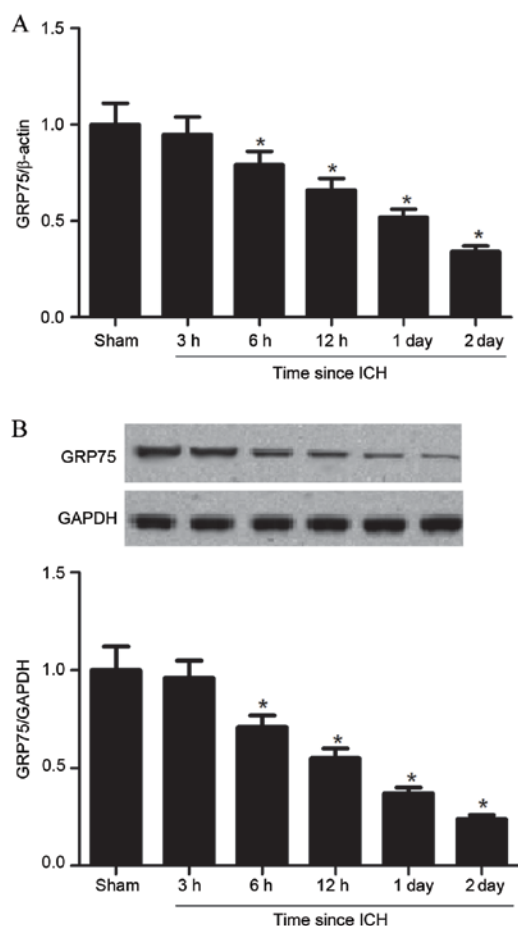 A
1.5
1.0
0.5
0.0
GRP75/β-actin
* * * *
Sham 3 h 6 h 12 h 1 day 2 day
Time since ICH
B
GRP75
GAPDH
1.5
1.0
0.5
0.0
GRP75/GAPDH
* * * *
Sham 3 h 6 h 12 h 1 day 2 day
Time since ICH